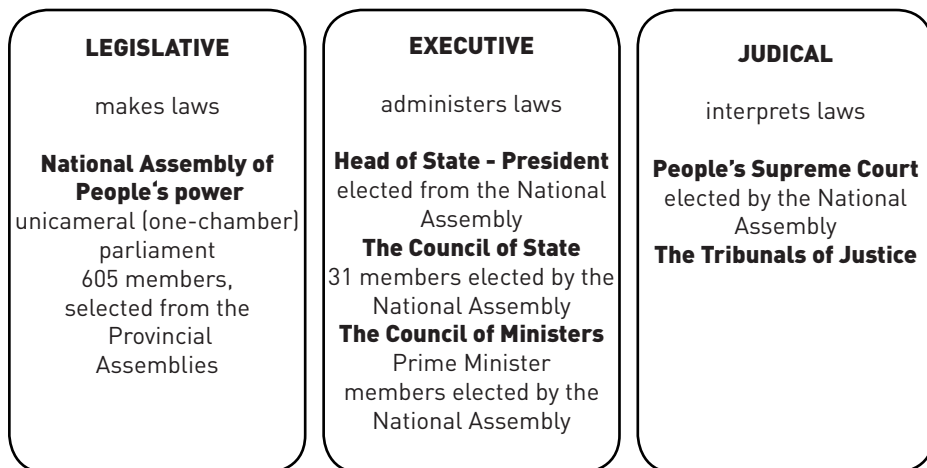 LEGISLATIVE
makes laws
National Assembly of
People‘s power
unicameral (one-chamber)
parliament
605 members,
selected from the
Provincial
Assemblies
EXECUTIVE
administers laws
Head of State - President
elected from the National
Assembly
The Council of State
31 members elected by the
National Assembly
The Council of Ministers
Prime Minister
members elected by the
National Assembly
JUDICAL
interprets laws
People’s Supreme Court
elected by the National
Assembly
The Tribunals of Justice